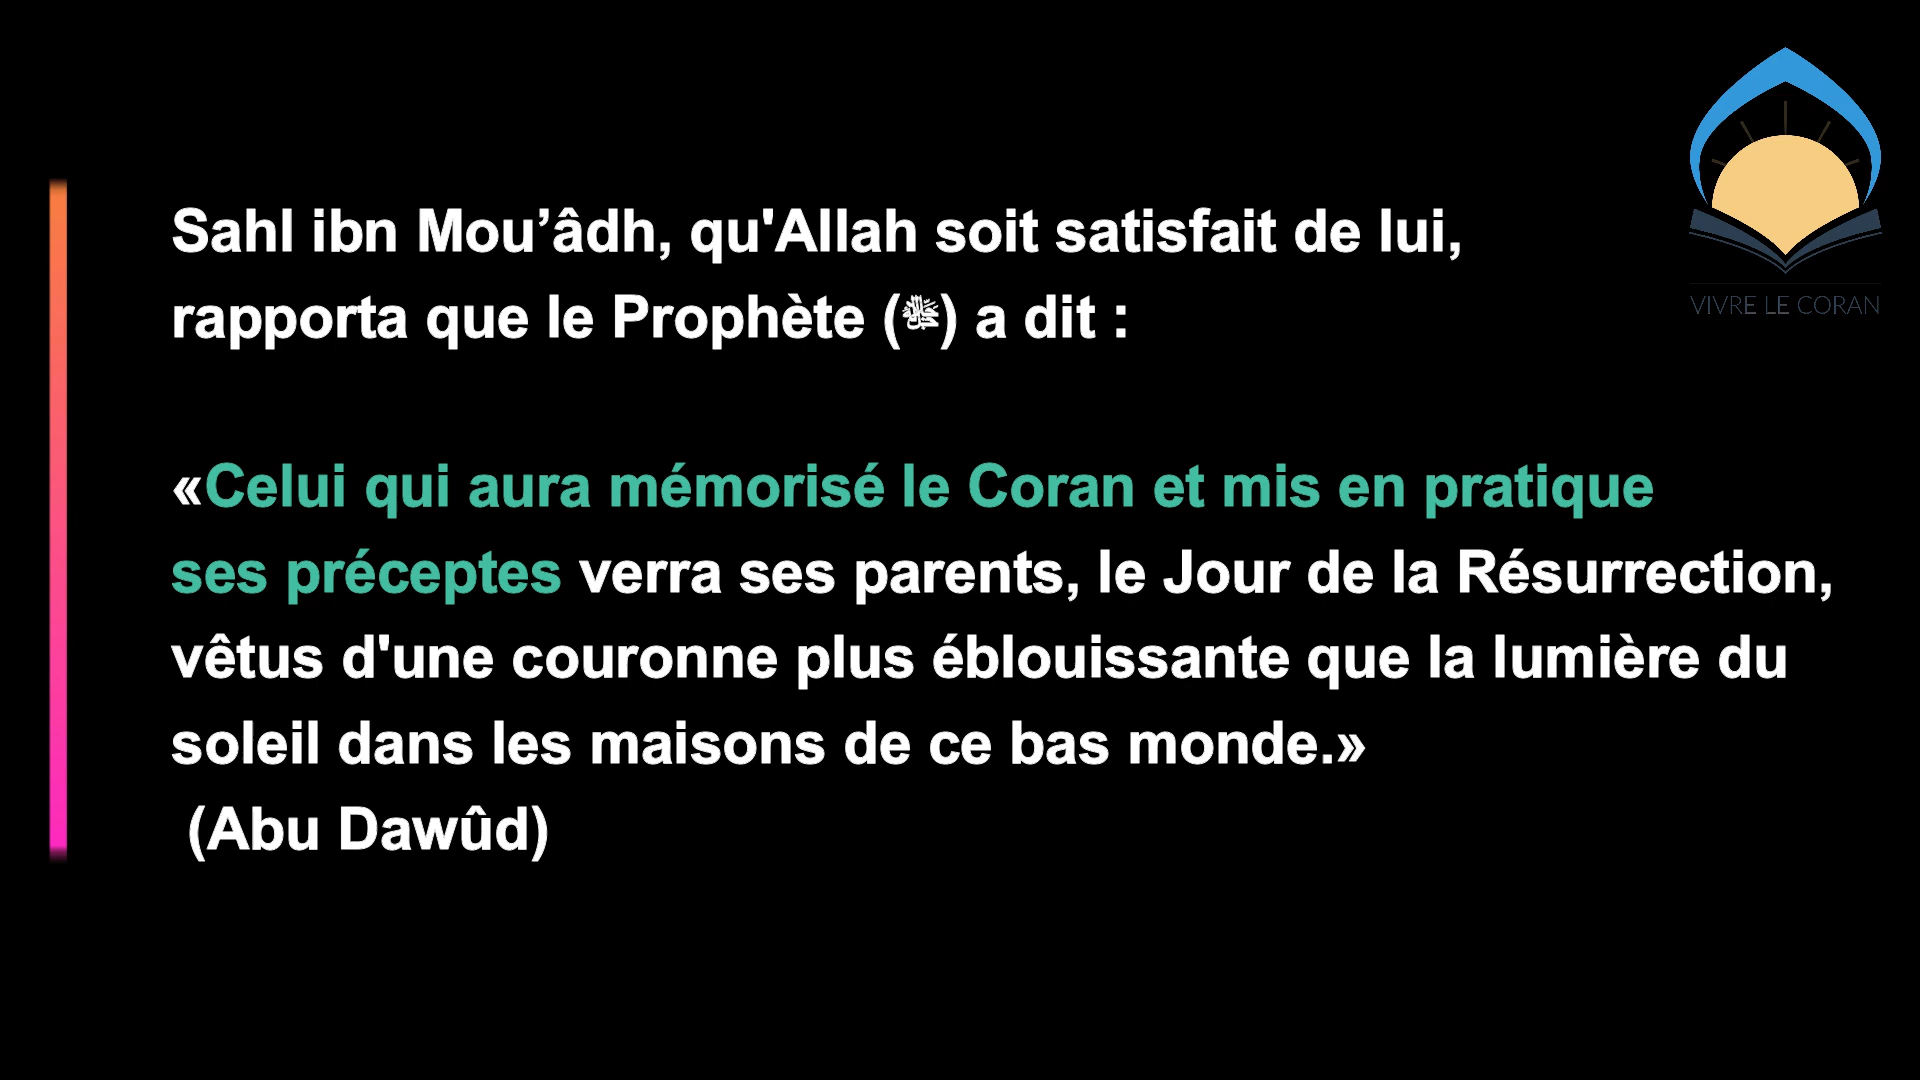 VIVRE LE CORAN
Sahl ibn Mou’âdh, qu'Allah soit satisfait de lui,
rapporta que le Prophète (ﷺ) a dit :
«Celui qui aura mémorisé le Coran et mis en pratique
ses préceptes verra ses parents, le Jour de la Résurrection,
vêtus d'une couronne plus éblouissante que la lumière du
soleil dans les maisons de ce bas monde.»
(Abu Dawûd)